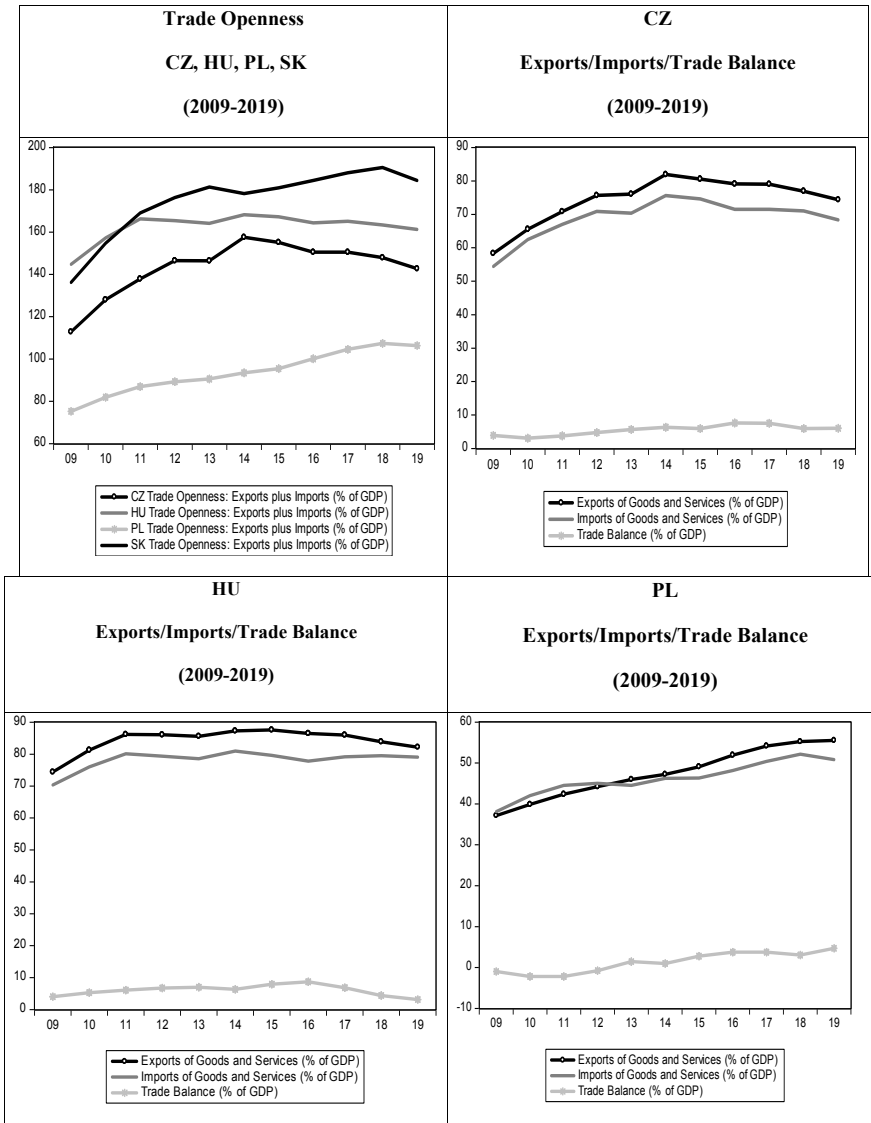 Trade Openness
CZ, HU, PL, SK
(2009-2019)
200
180
160
140
120
100
80
60
09 10 11 12 13 14 15 16 17 18 19
CZ Trade Openness: Exports plus Imports (% of GDP)
HU Trade Openness: Exports plus Imports (% of GDP)
PL Trade Openness: Exports plus Imports (% of GDP)
SK Trade Openness: Exports plus Imports (% of GDP)
CZ
Exports/Imports/Trade Balance
(2009-2019)
90
80
70
60
50
40
30
20
10
0
09 10 11 12 13 14 15 16 17 18 19
Exports of Goods and Services (% of GDP)
Imports of Goods and Services (% of GDP)
Trade Balance (% of GDP)
HU
Exports/Imports/Trade Balance
(2009-2019)
90
80
70
60
50
40
30
20
10
0
09 10 11 12 13 14 15 16 17 18 19
Exports of Goods and Services (% of GDP)
Imports of Goods and Services (% of GDP)
Trade Balance (% of GDP)
PL
Exports/Imports/Trade Balance
(2009-2019)
60
50
40
30
20
10
0
-10
09 10 11 12 13 14 15 16 17 18 19
Exports of Goods and Services (% of GDP)
Imports of Goods and Services (% of GDP)
Trade Balance (% of GDP)